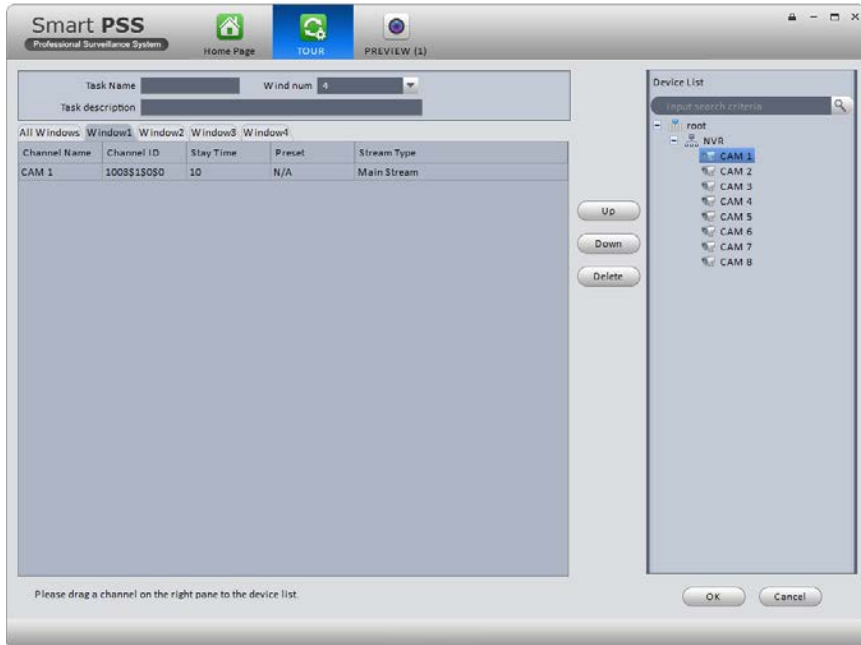 Smart PSS
Professional Surveillance System
Home Page
TOUR
PREVIEW (1)
Task Name
Wind num 4
Task description
All Windows Window1 Window2 Window3 Window4
Channel Name Channel ID Stay Time Preset Stream Type
CAM 1 1003$1$0$0 10 N/A Main Stream
Up
Down
Delete
Device List
Input search criteria
root
NVR
CAM 1
CAM 2
CAM 3
CAM 4
CAM 5
CAM 6
CAM 7
CAM 8
Please drag a channel on the right pane to the device list.
OK
Cancel